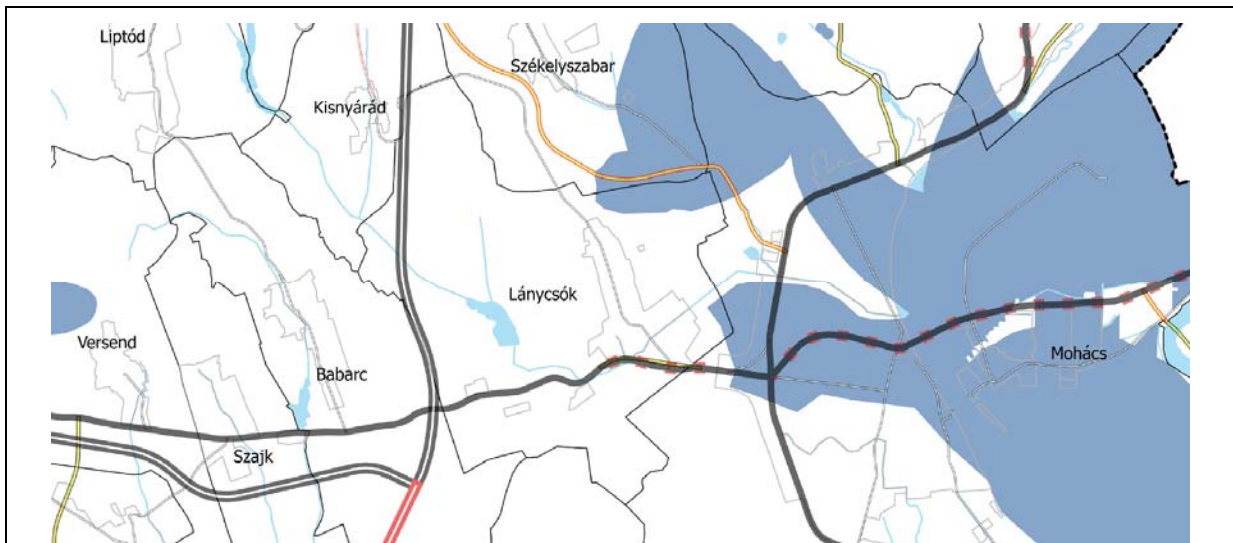 Liptód
Székelyszabar
Kisnyárád
Lánycsók
Versend
Babarc
Mohács
Szajk